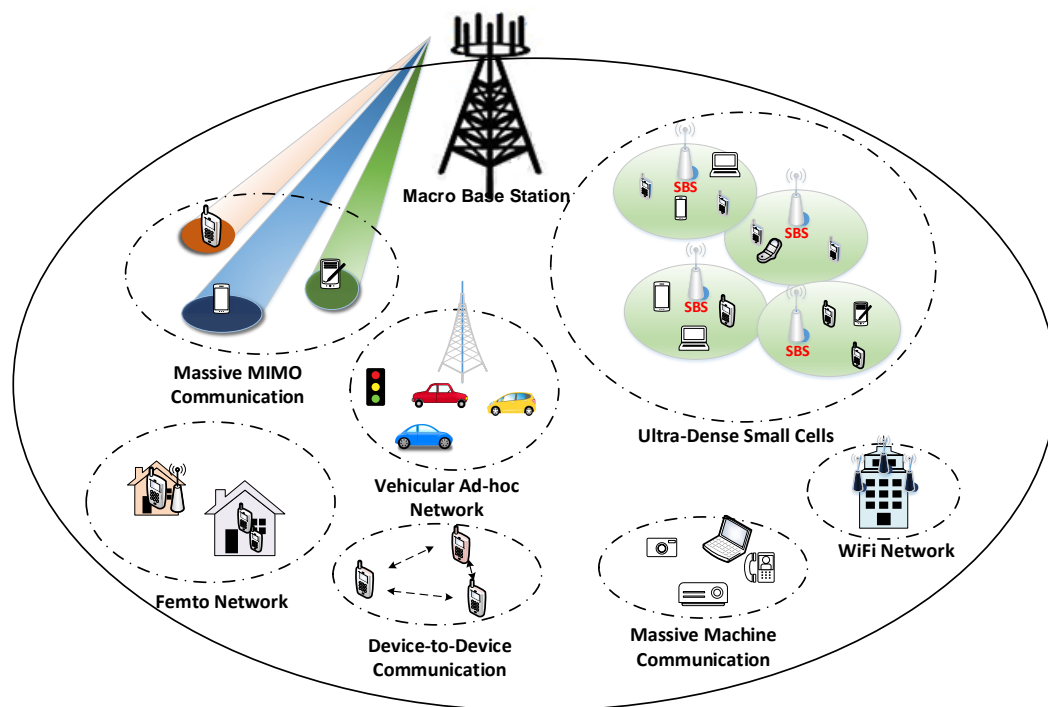 Macro Base Station
SBS
SBS
SBS
SBS
Massive MIMO
Communication
Ultra-Dense Small Cells
Vehicular Ad-hoc
Network
WiFi Network
Femto Network
Device-to-Device
Communication
Massive Machine
Communication